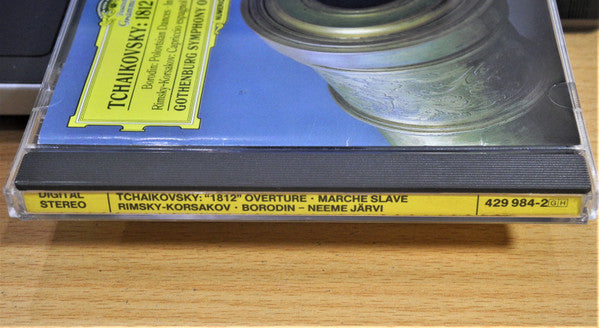 TCHAIKOVSKY: 1812
Borodin: Polovtsian Dances
Rimsky-Korsakov: Capriccio espagnol
GOTHENBURG SYMPHONY O
DIGITAL
STEREO
TCHAIKOVSKY: "1812" OVERTURE · MARCHE SLAVE
RIMSKY-KORSAKOV · BORODIN – NEEME JÄRVI
429 984-2 GH